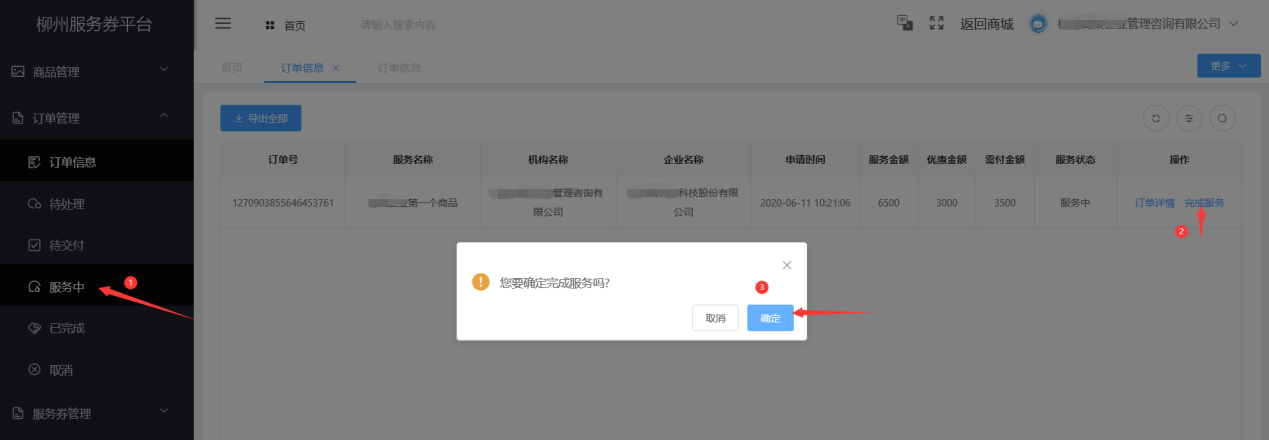 柳州服务券平台
首页
请输入搜索内容
返回商城
企业管理咨询有限公司
商品管理
首页
订单信息 ×
订单信息
更多
订单管理
导出全部
订单信息
订单号
服务名称
机构名称
企业名称
申请时间
服务金额
优惠金额
需付金额
服务状态
操作
待处理
1270903855646453761
业第一个商品
管理咨询有
限公司
科技股份有限
公司
2020-06-11 10:21:06
6500
3000
3500
服务中
订单详情
完成服务
2
待交付
服务中
1
您要确定完成服务吗?
3
取消
确定
已完成
取消
服务券管理